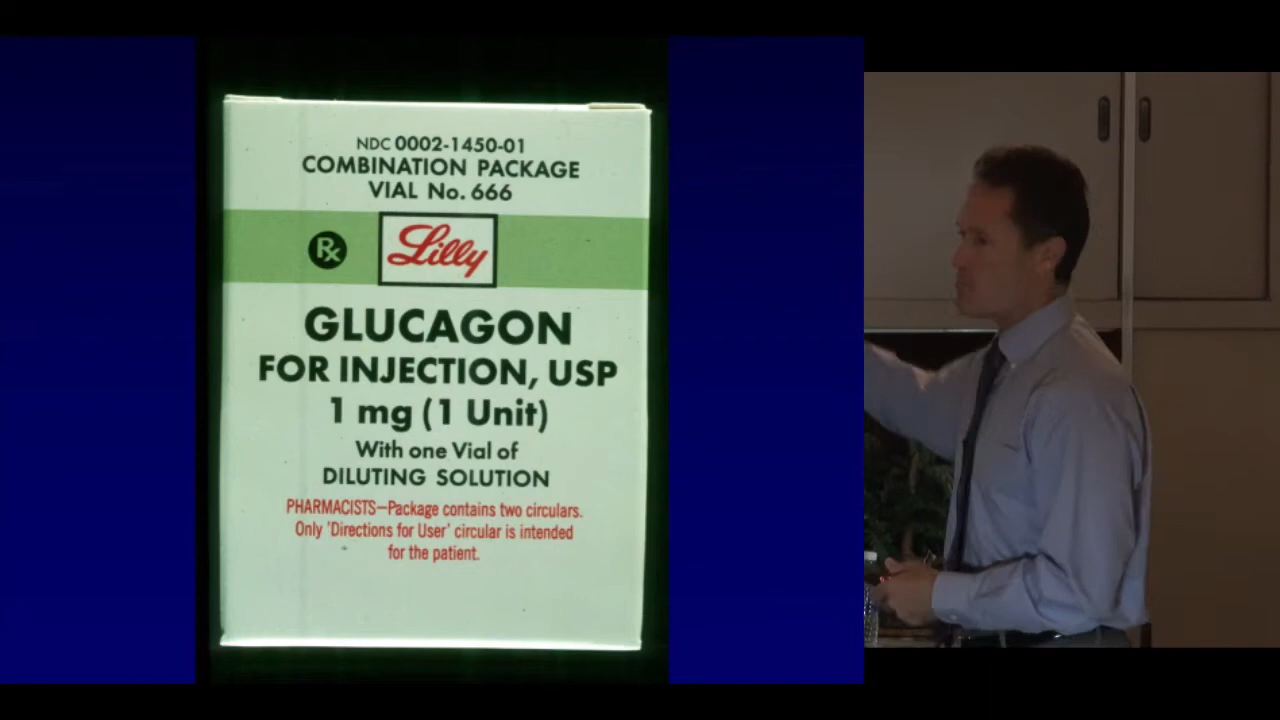 NDC 0002-1450-01
COMBINATION PACKAGE
VIAL No. 666
Rx
Lilly
GLUCAGON
FOR INJECTION, USP
1 mg (1 Unit)
With one Vial of
DILUTING SOLUTION
PHARMACISTS—Package contains two circulars.
Only 'Directions for User' circular is intended
for the patient.